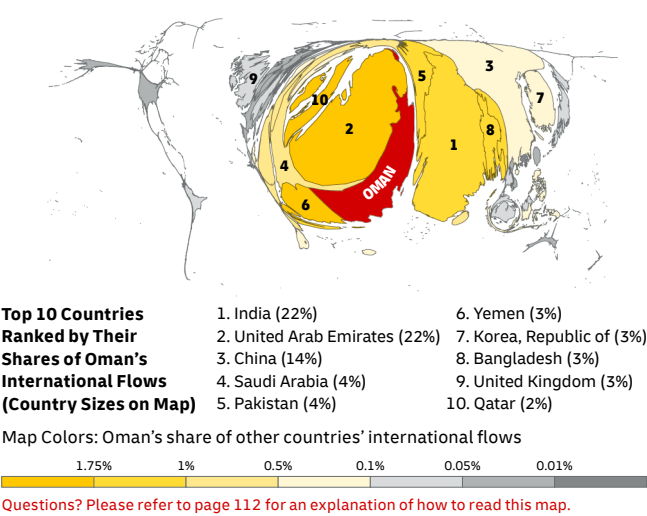 9
10
5
3
7
2
8
1
4
OMAN
6
Top 10 Countries
Ranked by Their
Shares of Oman's
International Flows
(Country Sizes on Map)
1. India (22%)
2. United Arab Emirates (22%)
3. China (14%)
4. Saudi Arabia (4%)
5. Pakistan (4%)
6. Yemen (3%)
7. Korea, Republic of (3%)
8. Bangladesh (3%)
9. United Kingdom (3%)
10. Qatar (2%)
Map Colors: Oman's share of other countries' international flows
1.75% 1% 0.5% 0.1% 0.05% 0.01%
Questions? Please refer to page 112 for an explanation of how to read this map.